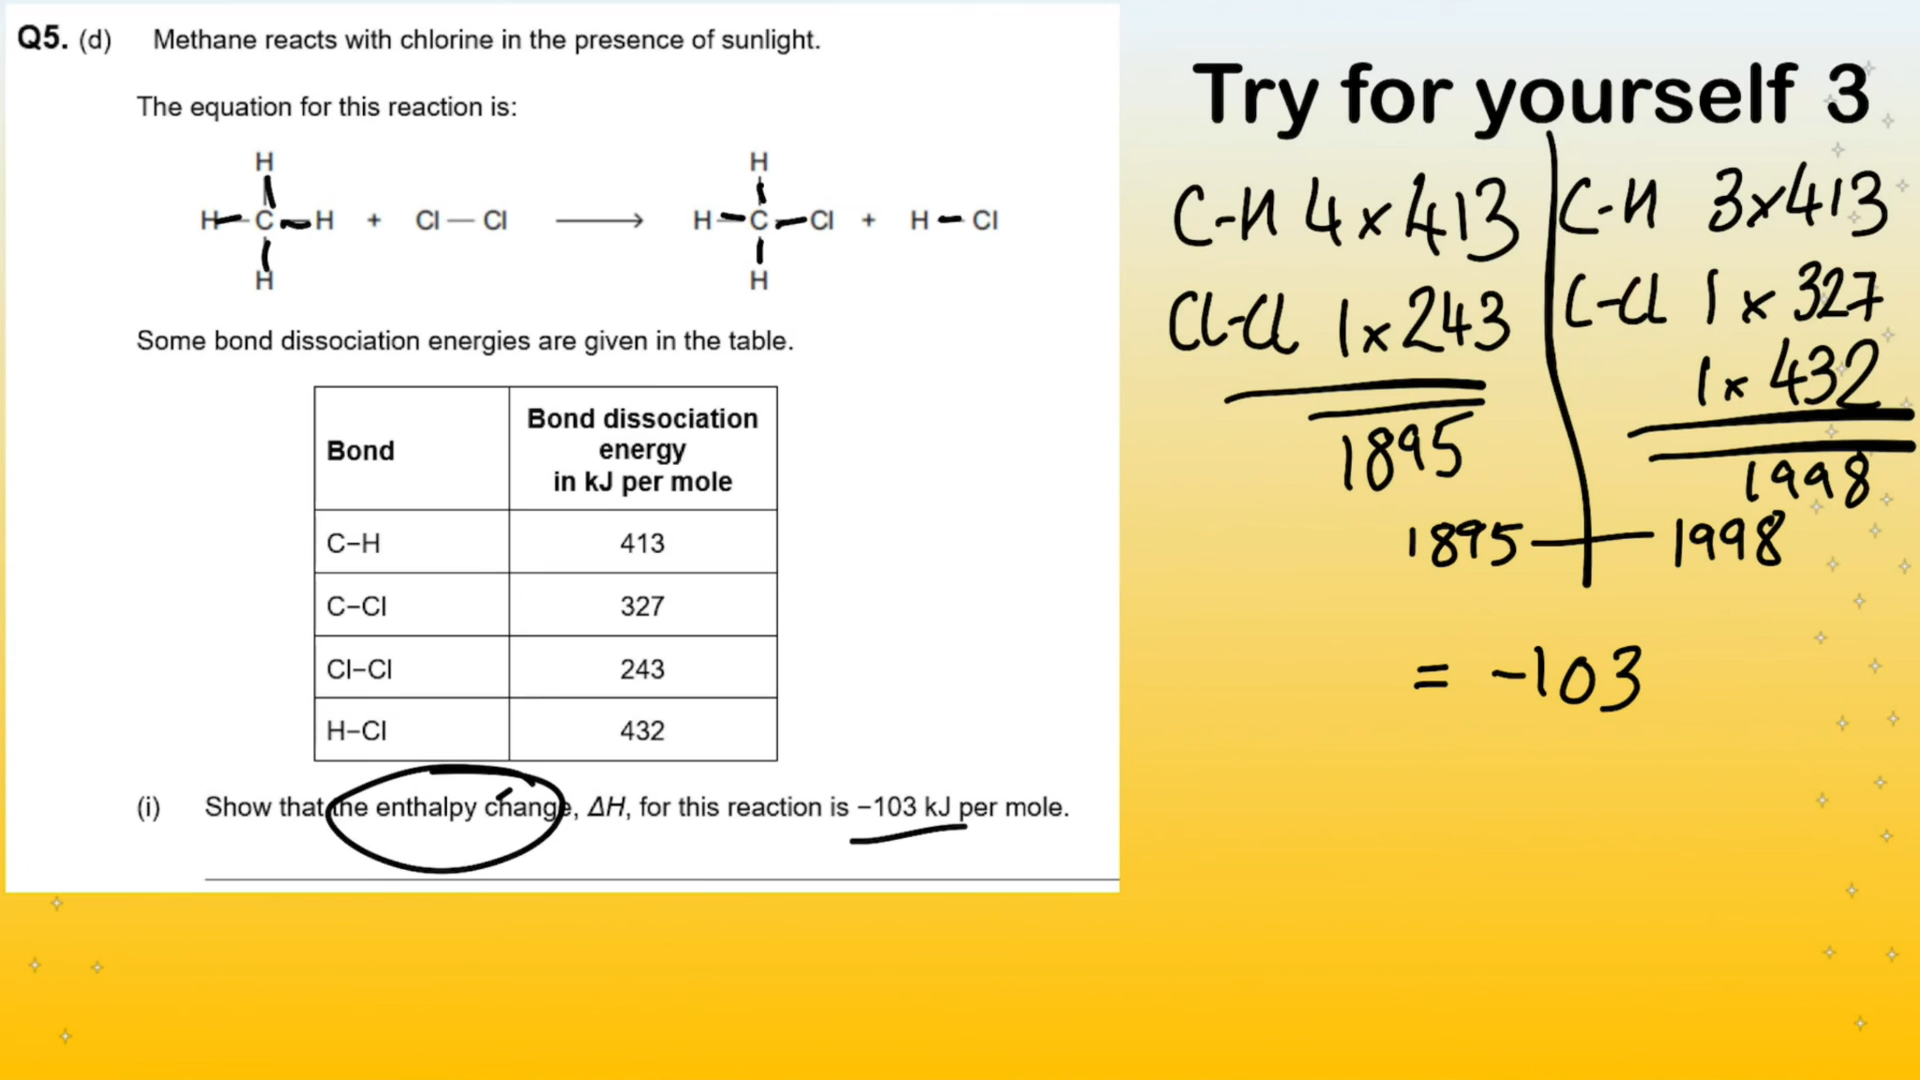 Q5. (d) Methane reacts with chlorine in the presence of sunlight.
The equation for this reaction is:
H H
H C H + Cl — Cl ⟶ H C Cl + H Cl
H H
Some bond dissociation energies are given in the table.
Bond Bond dissociation energy in kJ per mole
C–H 413
C–Cl 327
Cl–Cl 243
H–Cl 432
(i) Show that the enthalpy change, ΔH, for this reaction is –103 kJ per mole.
Try for yourself 3
C-H 4 x 413
Cl-Cl 1 x 243
1895
C-H 3x413
C-Cl 1 x 327
1 x 432
1998
1895 — 1998
= -103